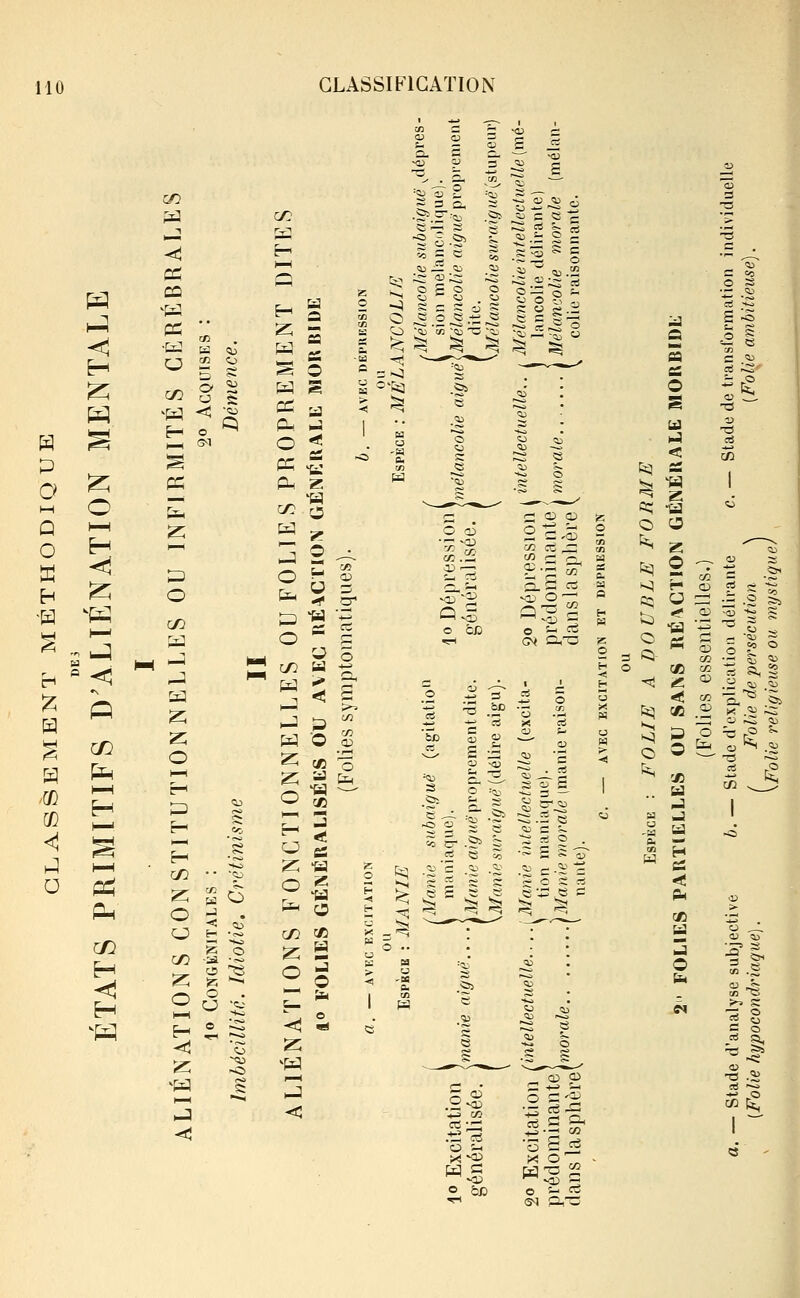 110 CLASSIFICATION
CLASSEMENT MÉTHODIQUE
DES
ÉTATS PRIMITIFS D'ALIÉNATION MENTALE
I
ALIÉNATIONS CONSTITUTIONNELLES OU INFIRMITÉS CÉRÉBRALES
1o CONGÉNITALES :
Imbécillité. Idiotie. Crétinisme
2o ACQUISES :
Démence.
II
ALIÉNATIONS FONCTIONNELLES OU FOLIES PROPREMENT DITES
1o FOLIES GÉNÉRALISÉES OU AVEC RÉACTION GÉNÉRALE MORBIDE
(Folies symptomatiques).
a. — AVEC EXCITATION
ou
ESPÈCE : MANIE
1o Excitation généralisée.
manie aiguë....
Manie subaiguë (agitation
maniaque).
Manie aiguë proprement dite.
Manie suraiguë (délire aigu).
2o Excitation
prédominante
dans la sphère
intellectuelle....
Manie intellectuelle (excita-
tion maniaque).
morale.........
Manie morale (manie raison-
nante).
b. — AVEC DÉPRESSION
ou
ESPÈCE : MÉLANCOLIE
1o Dépression
généralisée.
mélancolie aiguë
Mélancolie subaiguë (dépres-
sion mélancolique).
Mélancolie aiguë proprement
dite.
Mélancolie suraiguë (stupeur)
2o Dépression
prédominante
dans la sphère
intellectuelle..
Mélancolie intellectuelle (mé-
lancolie délirante)
morale.......
Mélancolie morale (mélan-
colie raisonnante.
c. — AVEC EXCITATION ET DÉPRESSION
ou
ESPÈCE : FOLIE A DOUBLE FORME
2o FOLIES PARTIELLES OU SANS RÉACTION GÉNÉRALE MORBIDE
(Folies essentielles.)
a. — Stade d'analyse subjective
(Folie hypocondriaque).
b. — Stade d'explication délirante
Folie de persécution
Folie religieuse ou mystique
c. — Stade de transformation individuelle
(Folie ambitieuse).